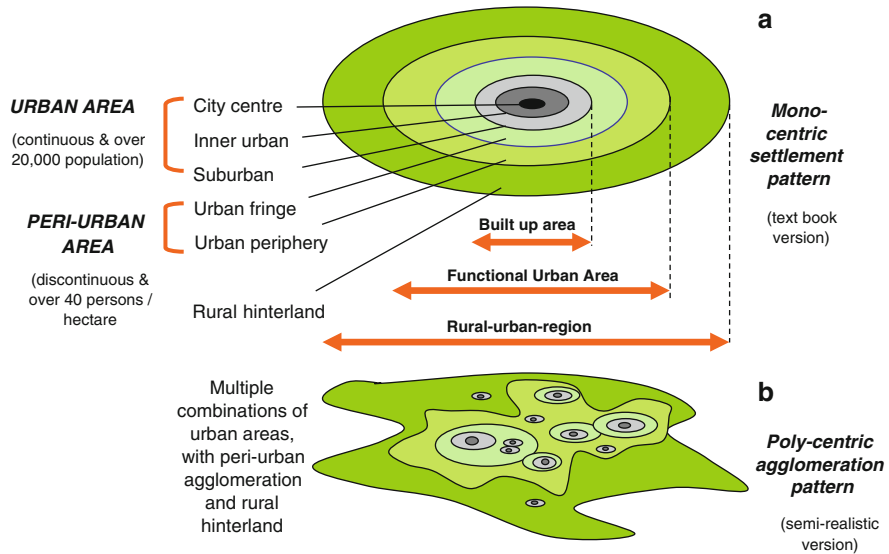 a
URBAN AREA
(continuous & over
20,000 population)
City centre
Inner urban
Suburban
PERI-URBAN
AREA
(discontinuous &
over 40 persons /
hectare
Urban fringe
Urban periphery
Rural hinterland
Mono-
centric
settlement
pattern
(text book
version)
Built up area
Functional Urban Area
Rural-urban-region
b
Multiple
combinations of
urban areas,
with peri-urban
agglomeration
and rural
hinterland
Poly-centric
agglomeration
pattern
(semi-realistic
version)